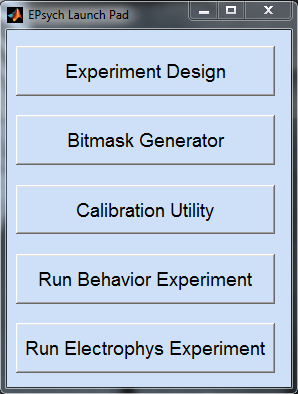 EPsych Launch Pad
Experiment Design
Bitmask Generator
Calibration Utility
Run Behavior Experiment
Run Electrophys Experiment